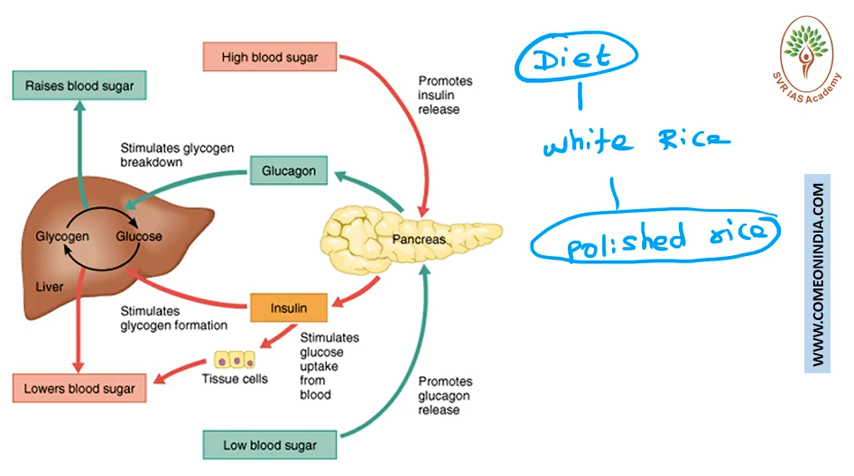 High blood sugar
Raises blood sugar
Promotes
insulin
release
Stimulates glycogen
breakdown
Glucagon
Glycogen
Glucose
Pancreas
Liver
Insulin
Stimulates
glycogen formation
Stimulates
glucose
uptake
from
blood
Tissue cells
Lowers blood sugar
Promotes
glucagon
release
Low blood sugar
Diet
white Rice
polished rice
SVR IAS Academy
WWW.COMEONINDIA.COM